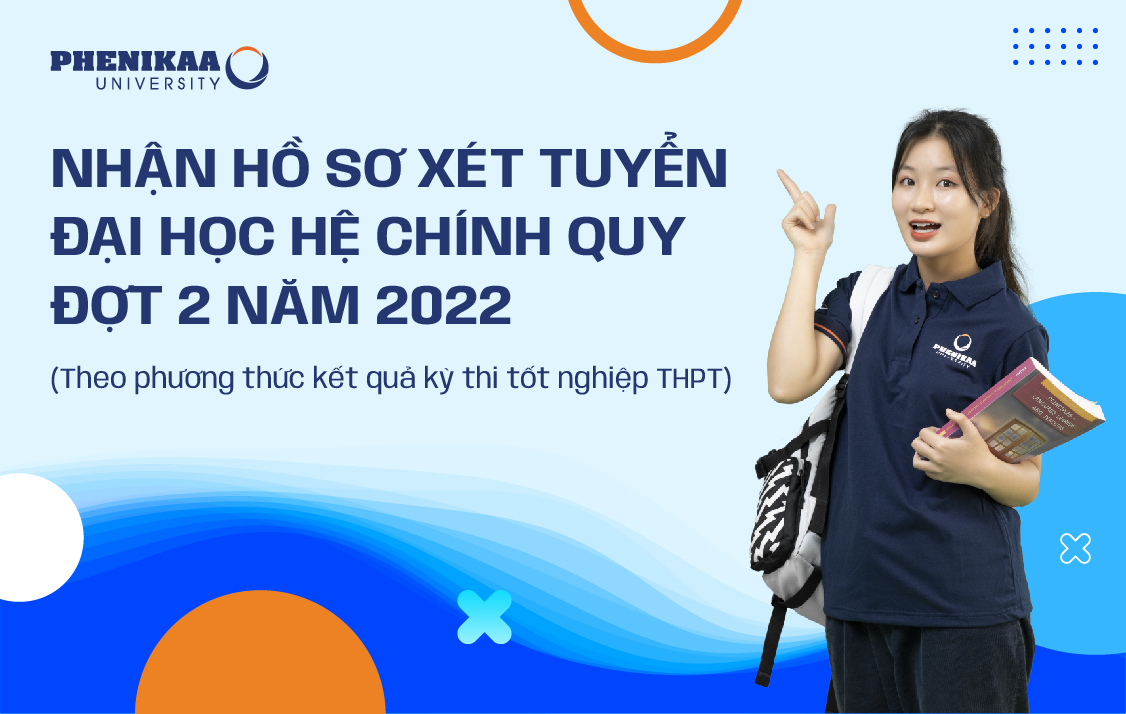 PHENIKAA
UNIVERSITY
NHẬN HỒ SƠ XÉT TUYỂN
ĐẠI HỌC HỆ CHÍNH QUY
ĐỢT 2 NĂM 2022
(Theo phương thức kết quả kỳ thi tốt nghiệp THPT)
PHENIKAA
UNIVERSITY